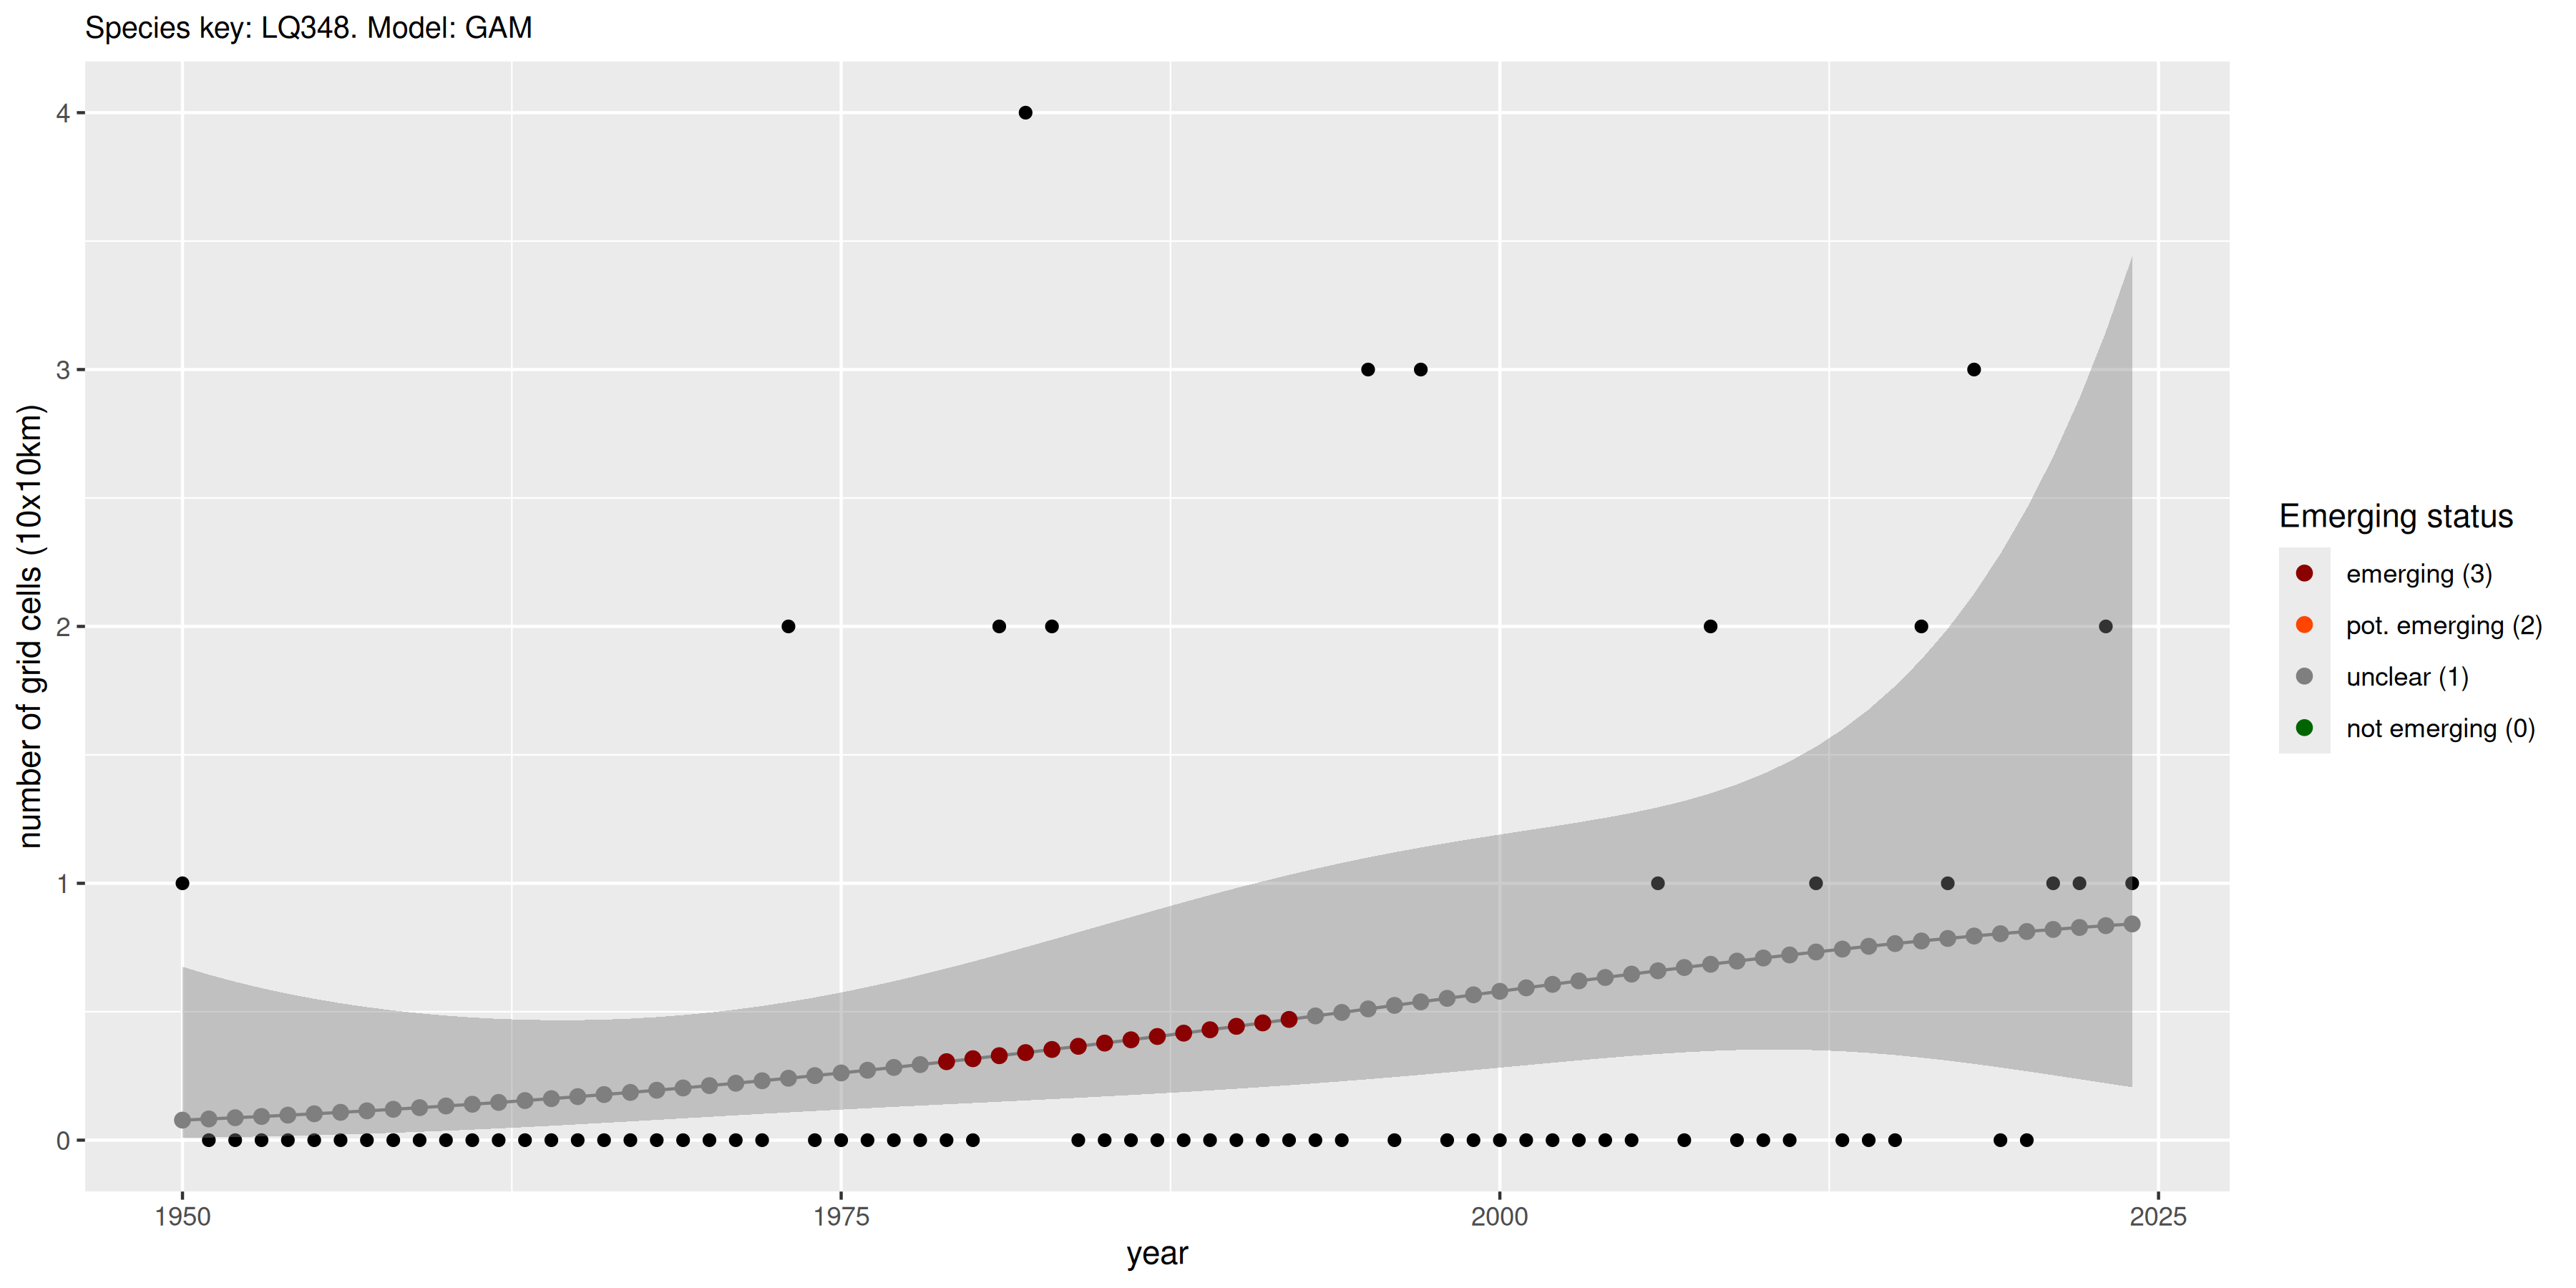 Species key: LQ348. Model: GAM
number of grid cells (10x10km)
4
3
2
1
0
1950
1975
2000
2025
year
Emerging status
emerging (3)
pot. emerging (2)
unclear (1)
not emerging (0)